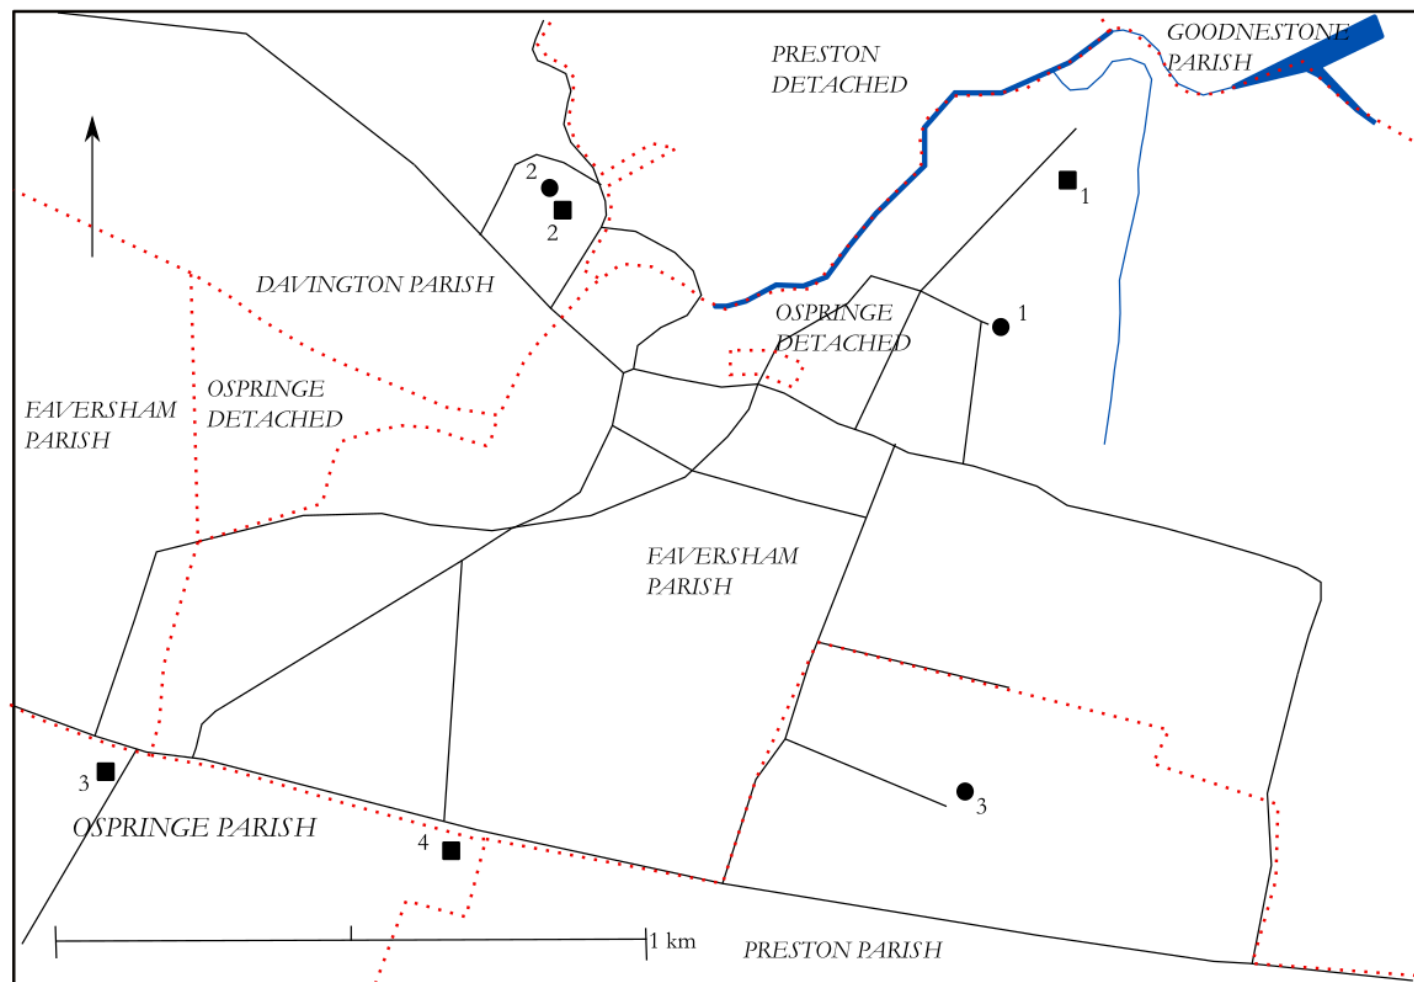 GOODNESTONE
PARISH
PRESTON
DETACHED
2
2
1
DAVINGTON PARISH
OSPRINGE
DETACHED
1
OSPRINGE
DETACHED
FAVERSHAM
PARISH
FAVERSHAM
PARISH
3
OSPRINGE PARISH
4
3
1 km
PRESTON PARISH